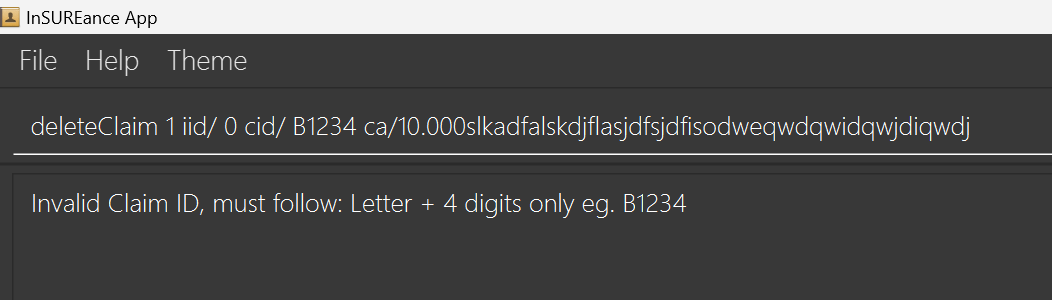 InSUREance App
File Help Theme
deleteClaim 1 iid/ 0 cid/ B1234 ca/10.000slkadfalskdjflasjdfsjdfisodweqwdqwidqwjdiqwdj
Invalid Claim ID, must follow: Letter + 4 digits only eg. B1234